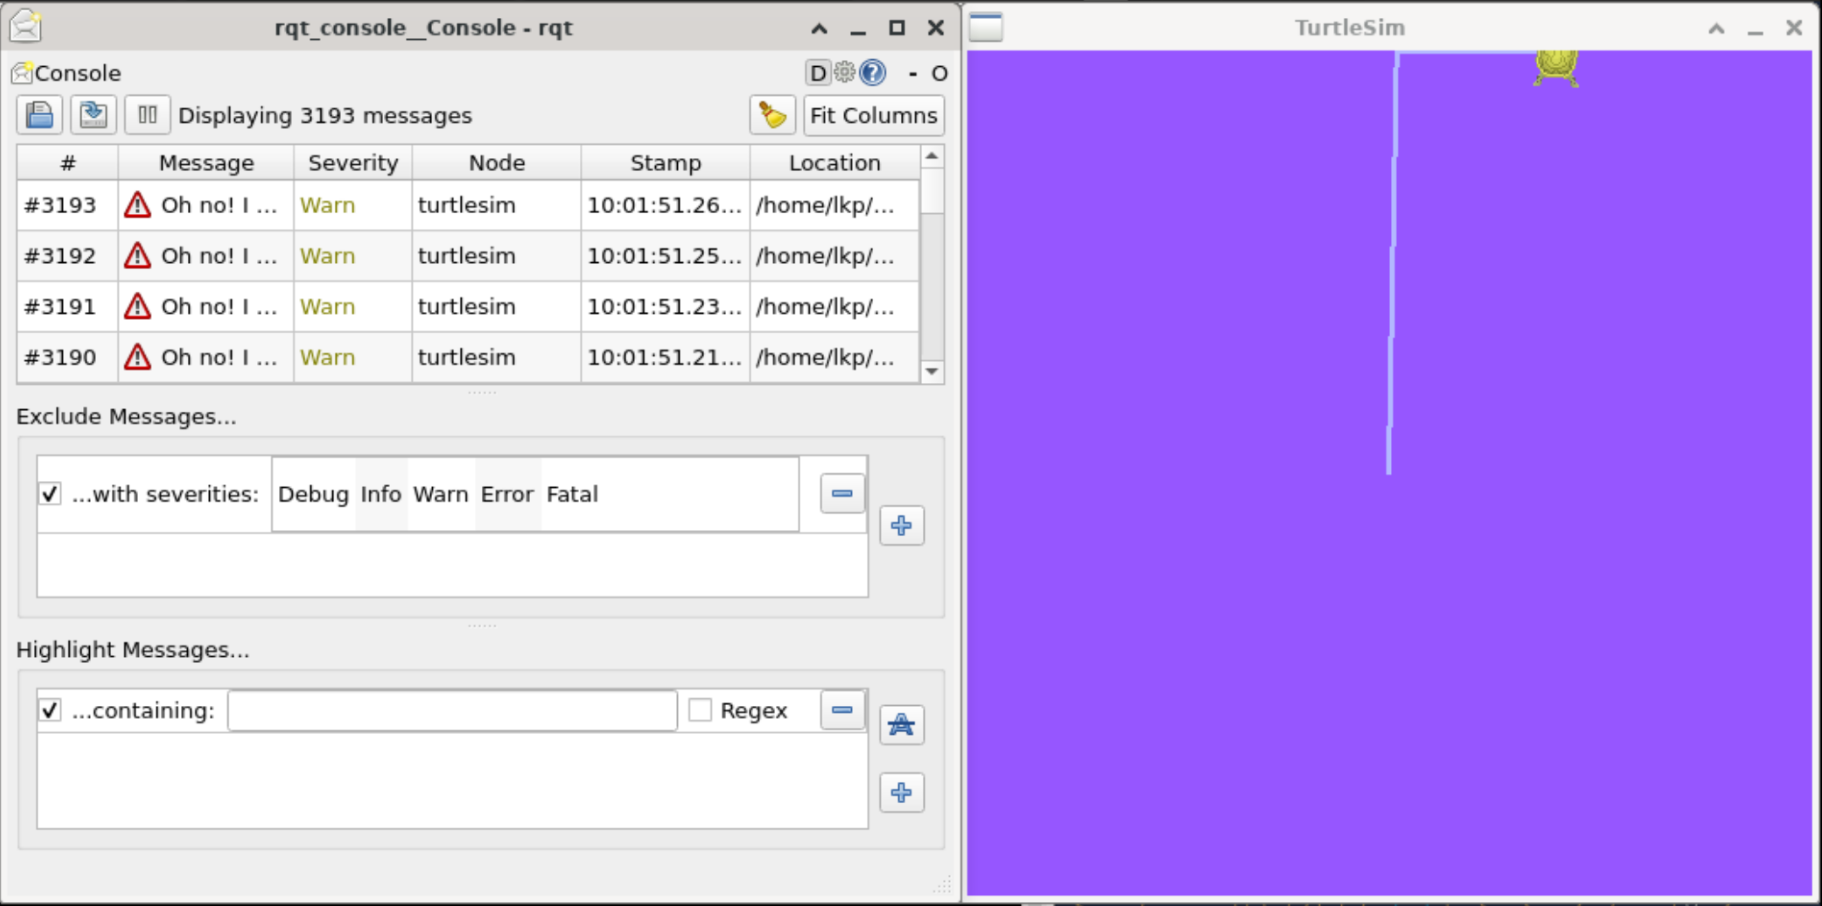 rqt_console__Console - rqt
Console
D
- O
Displaying 3193 messages
Fit Columns
# Message Severity Node Stamp Location
#3193 Oh no! I ... Warn turtlesim 10:01:51.26... /home/lkp/...
#3192 Oh no! I ... Warn turtlesim 10:01:51.25... /home/lkp/...
#3191 Oh no! I ... Warn turtlesim 10:01:51.23... /home/lkp/...
#3190 Oh no! I ... Warn turtlesim 10:01:51.21... /home/lkp/...
Exclude Messages...
...with severities: Debug Info Warn Error Fatal
Highlight Messages...
...containing: Regex
TurtleSim